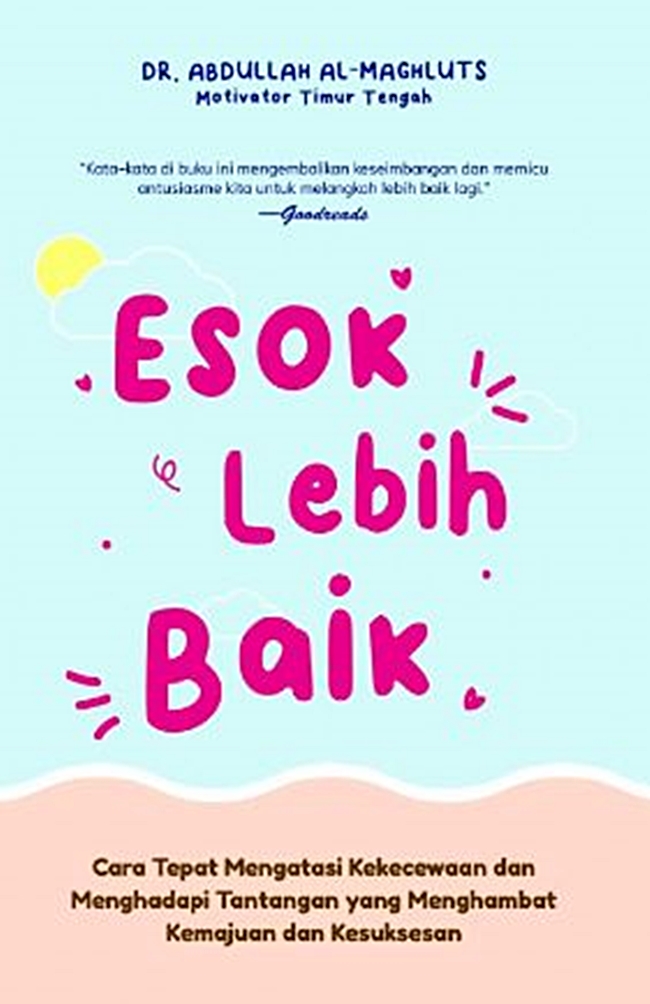 DR. ABDULLAH AL-MAGHLUTS
Motivator Timur Tengah
"Kata-kata di buku ini mengembalikan keseimbangan dan memicu
antusiasme kita untuk melangkah lebih baik lagi."
—Goodreads
Esok
Lebih
Baik
Cara Tepat Mengatasi Kekecewaan dan
Menghadapi Tantangan yang Menghambat
Kemajuan dan Kesuksesan